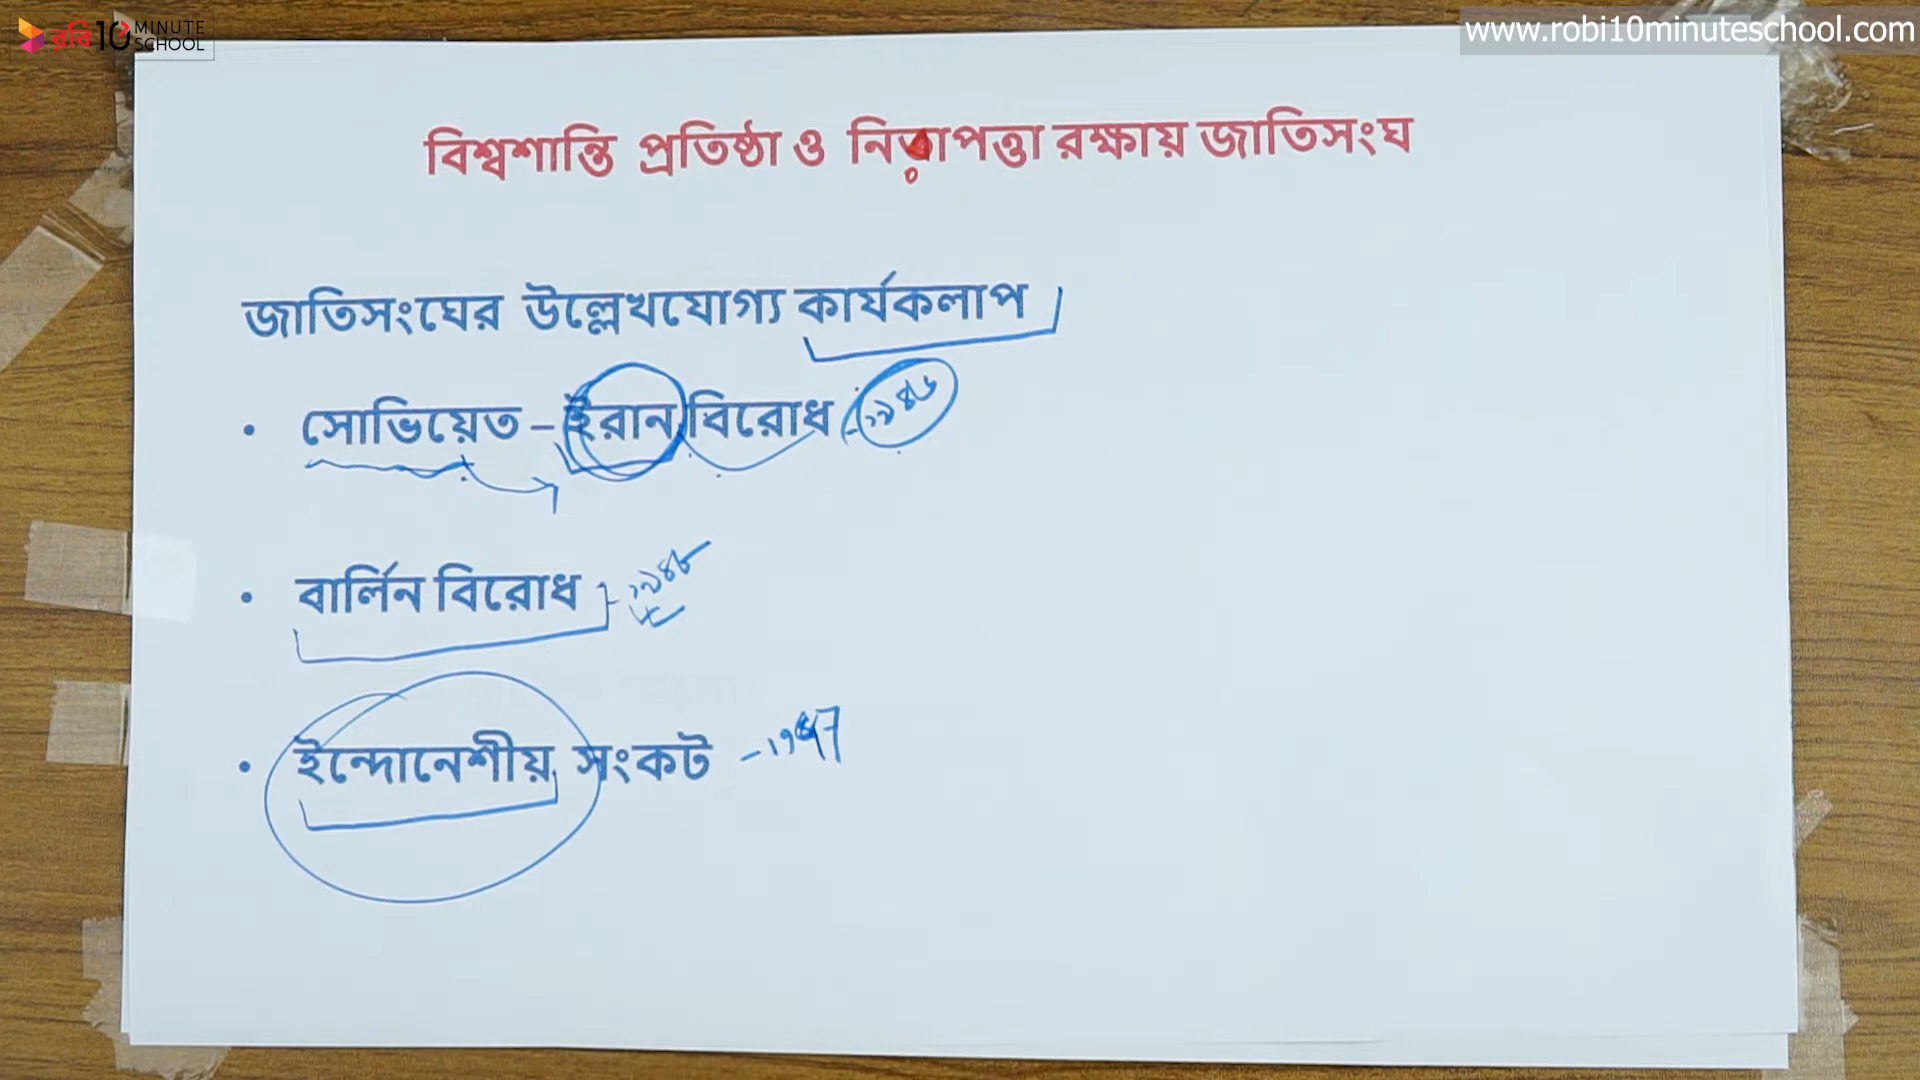 রবি 10 MINUTE SCHOOL
www.robi10minuteschool.com
বিশ্বশান্তি প্রতিষ্ঠা ও নিরাপত্তা রক্ষায় জাতিসংঘ
জাতিসংঘের উল্লেখযোগ্য কার্যকলাপ
• সোভিয়েত – ইরান বিরোধ - ১৯৪৬
• বার্লিন বিরোধ - ১৯৪৮
• ইন্দোনেশীয় সংকট - 1947